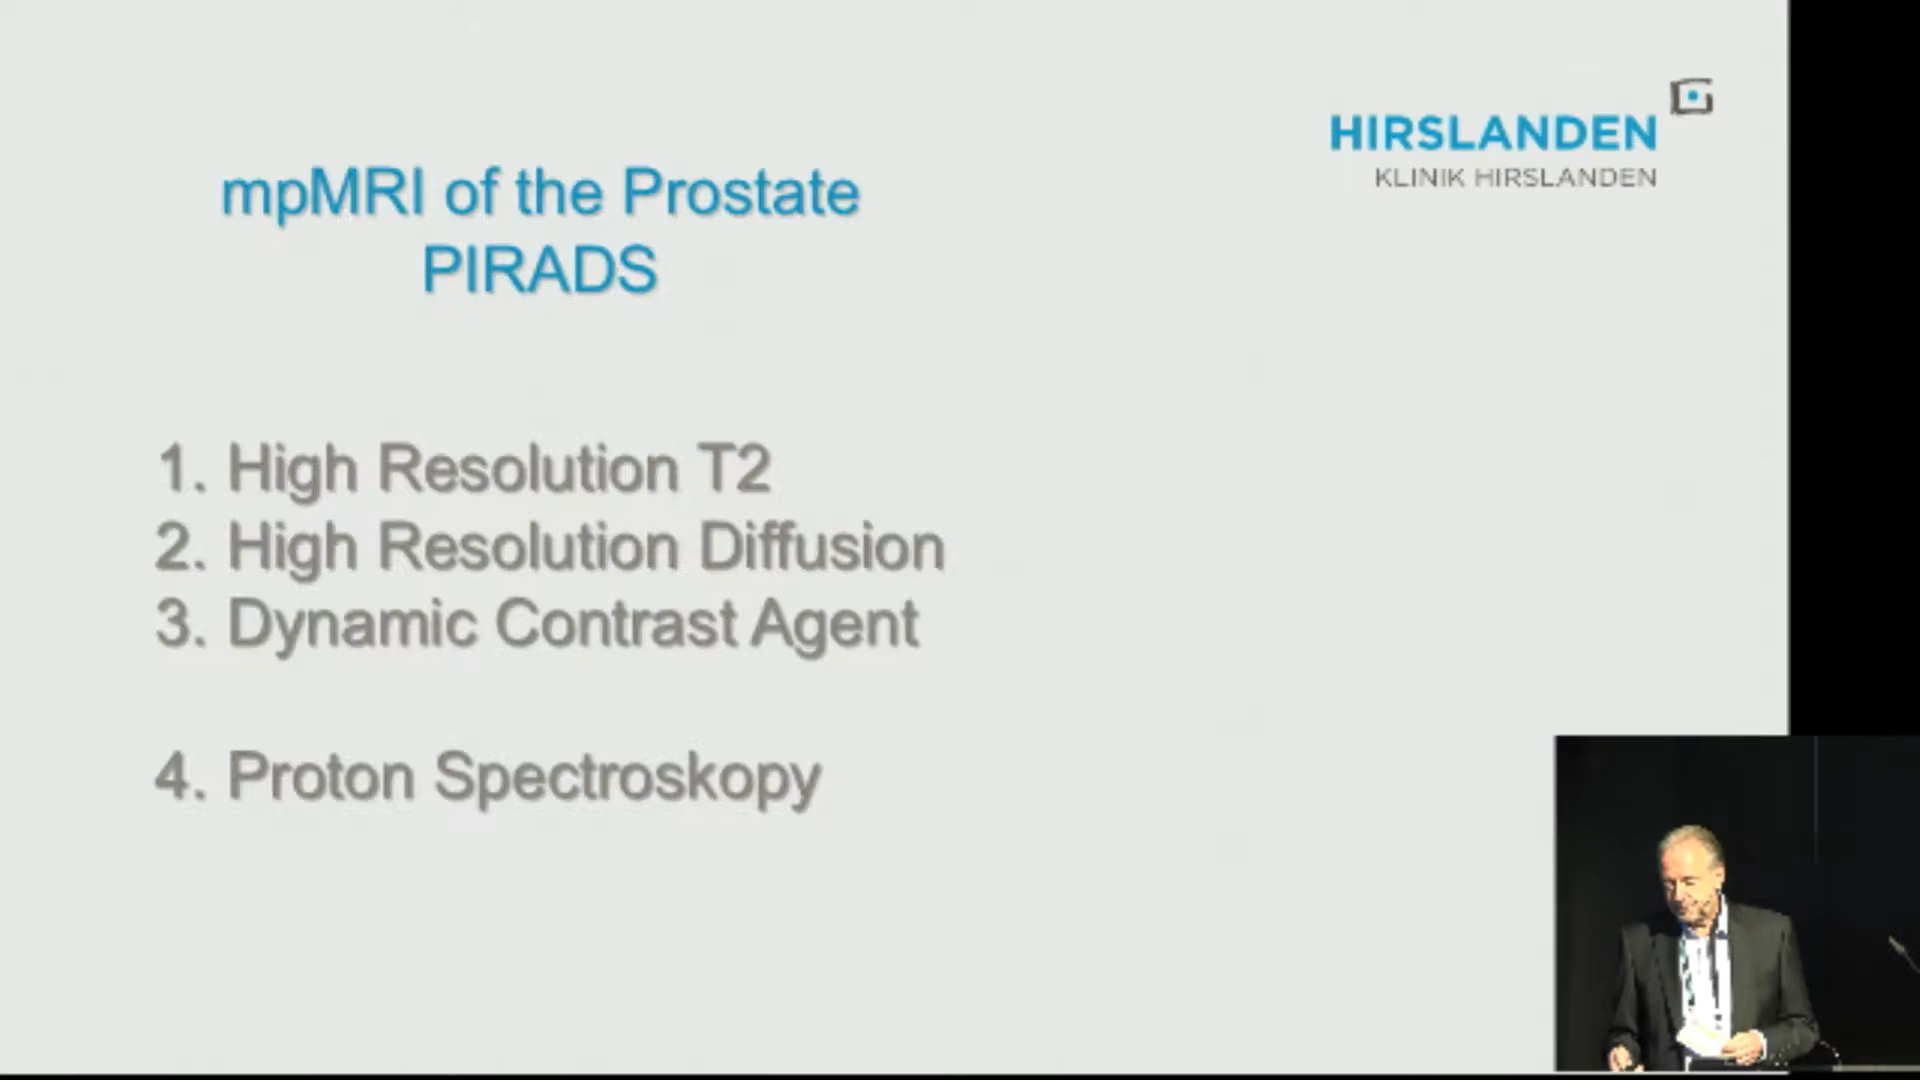 HIRSLANDEN
KLINIK HIRSLANDEN
mpMRI of the Prostate
PIRADS
1. High Resolution T2
2. High Resolution Diffusion
3. Dynamic Contrast Agent
4. Proton Spectroskopy